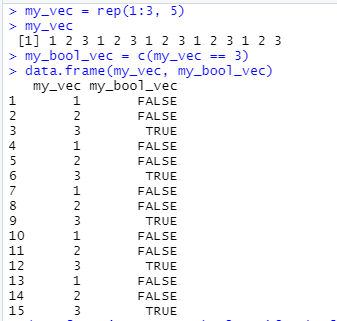 > my_vec = rep(1:3, 5)
> my_vec
 [1] 1 2 3 1 2 3 1 2 3 1 2 3 1 2 3
> my_bool_vec = c(my_vec == 3)
> data.frame(my_vec, my_bool_vec)
   my_vec my_bool_vec
1       1       FALSE
2       2       FALSE
3       3        TRUE
4       1       FALSE
5       2       FALSE
6       3        TRUE
7       1       FALSE
8       2       FALSE
9       3        TRUE
10      1       FALSE
11      2       FALSE
12      3        TRUE
13      1       FALSE
14      2       FALSE
15      3        TRUE